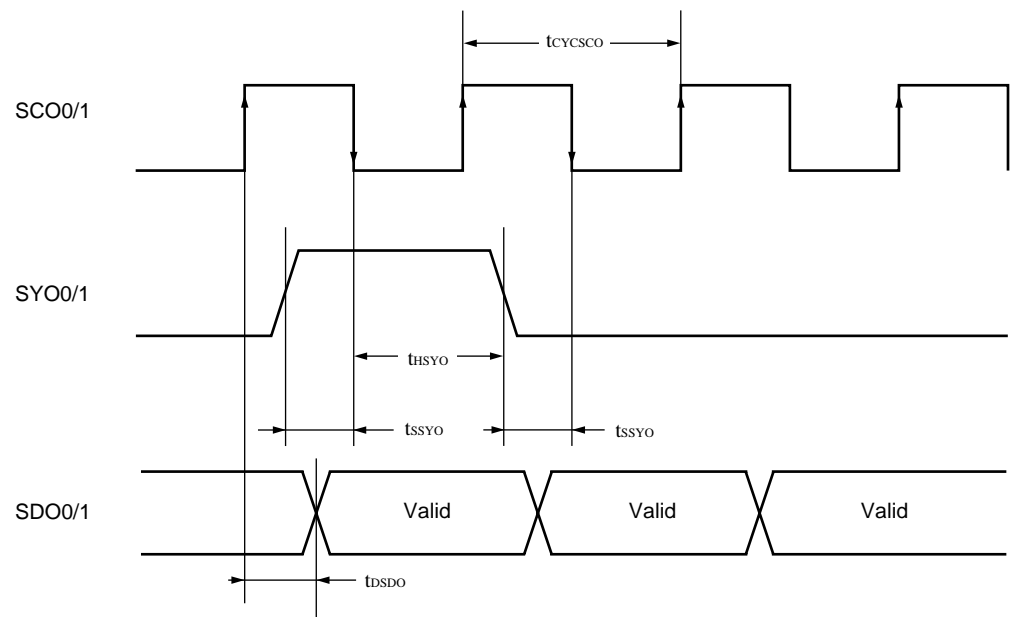 tCYCSCO
SCO0/1
SYO0/1
tHSYO
tSSYO tSSYO
SDO0/1 Valid Valid Valid
tDSDO